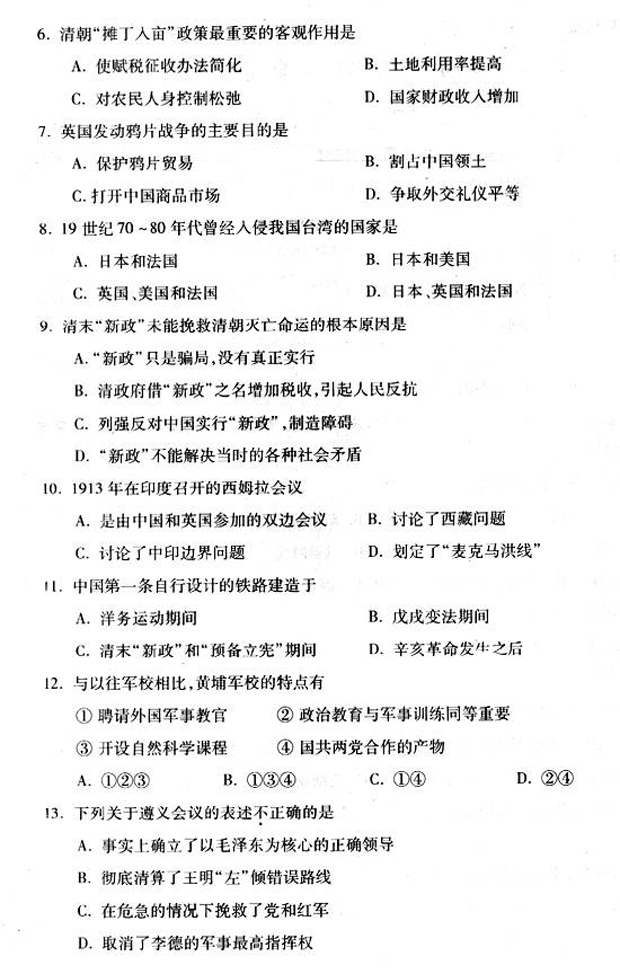 6. 清朝“摊丁入亩”政策最重要的客观作用是
A. 使赋税征收办法简化 B. 土地利用率提高
C. 对农民人身控制松弛 D. 国家财政收入增加
7. 英国发动鸦片战争的主要目的是
A. 保护鸦片贸易 B. 割占中国领土
C. 打开中国商品市场 D. 争取外交礼仪平等
8. 19世纪70~80年代曾经入侵我国台湾的国家是
A. 日本和法国 B. 日本和美国
C. 英国、美国和法国 D. 日本、英国和法国
9. 清末“新政”未能挽救清朝灭亡命运的根本原因是
A. “新政”只是骗局,没有真正实行
B. 清政府借“新政”之名增加税收,引起人民反抗
C. 列强反对中国实行“新政”,制造障碍
D. “新政”不能解决当时的各种社会矛盾
10. 1913年在印度召开的西姆拉会议
A. 是由中国和英国参加的双边会议 B. 讨论了西藏问题
C. 讨论了中印边界问题 D. 划定了“麦克马洪线”
11. 中国第一条自行设计的铁路建造于
A. 洋务运动期间 B. 戊戌变法期间
C. 清末“新政”和“预备立宪”期间 D. 辛亥革命发生之后
12. 与以往军校相比,黄埔军校的特点有
① 聘请外国军事教官 ② 政治教育与军事训练同等重要
③ 开设自然科学课程 ④ 国共两党合作的产物
A. ①②③ B. ①③④ C. ①④ D. ②④
13. 下列关于遵义会议的表述不正确的是
A. 事实上确立了以毛泽东为核心的正确领导
B. 彻底清算了王明“左”倾错误路线
C. 在危急的情况下挽救了党和红军
D. 取消了李德的军事最高指挥权